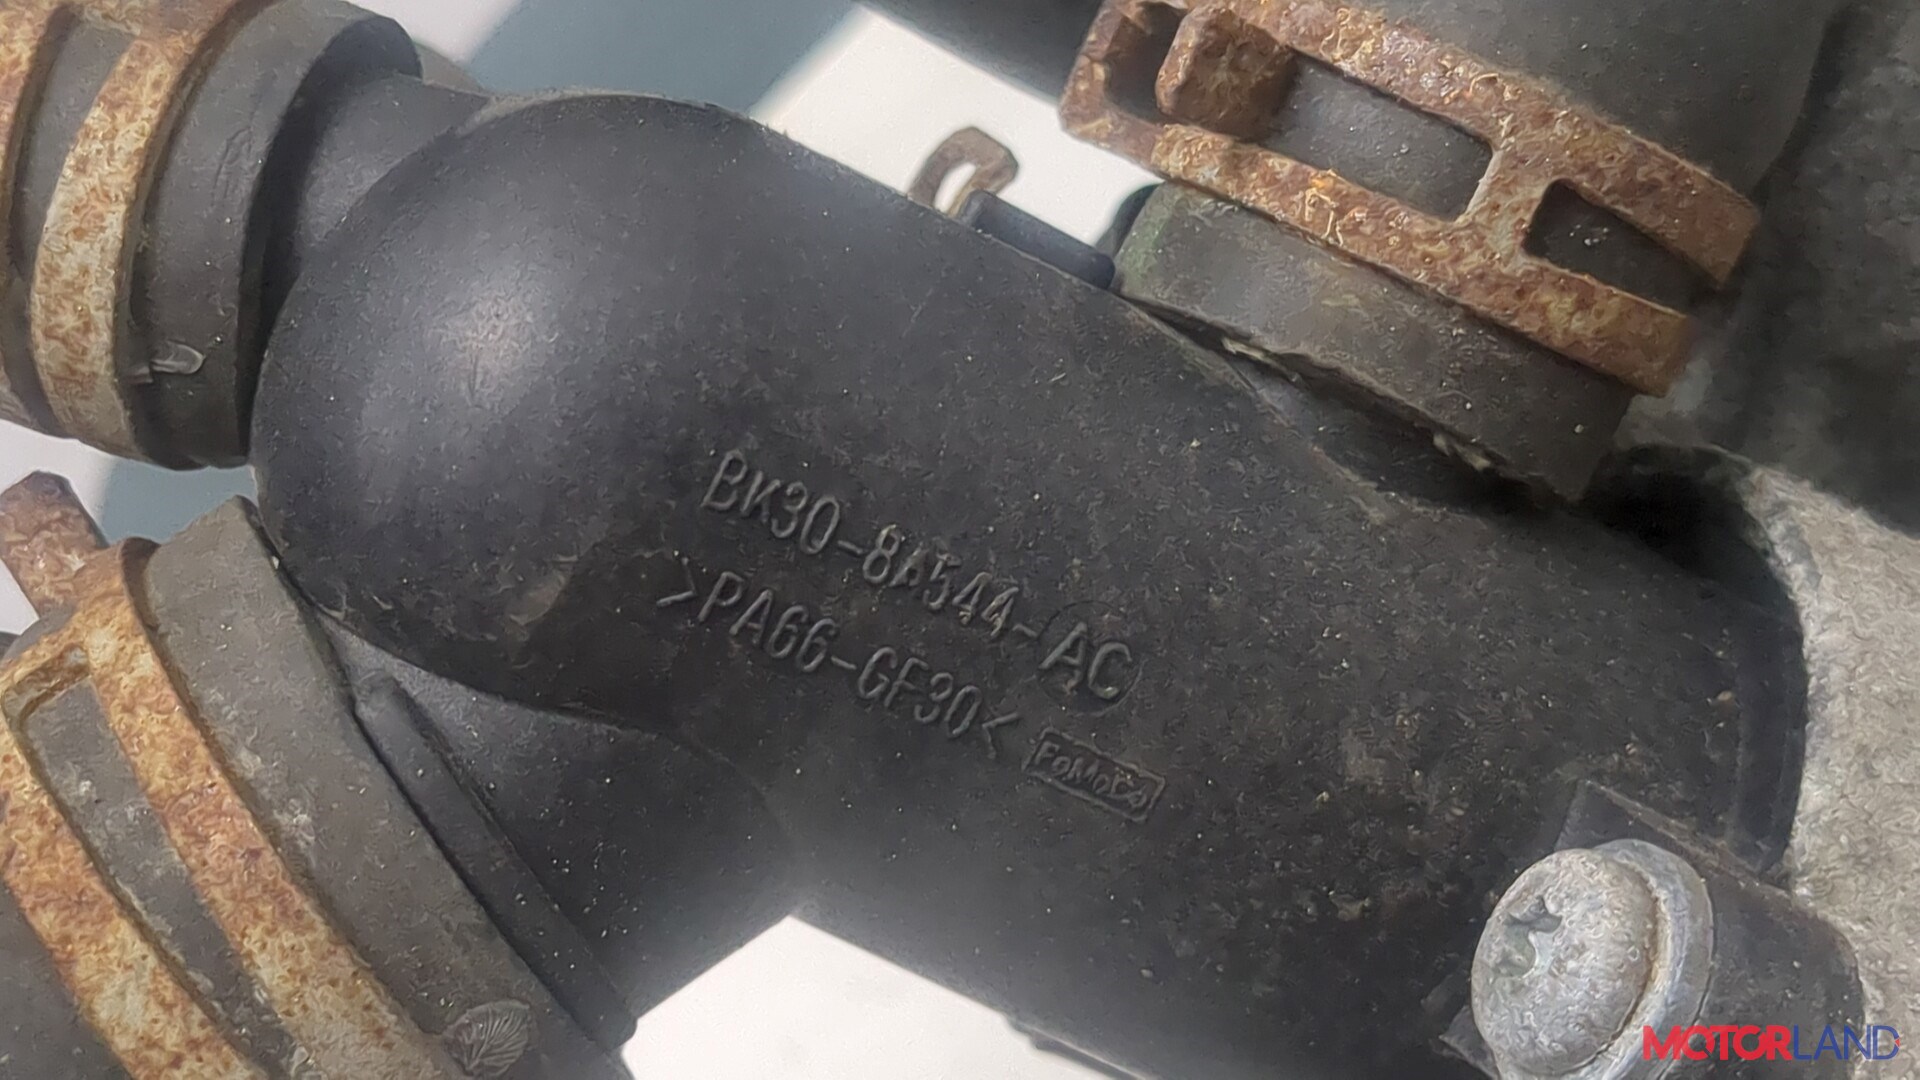 BK30-8A544-AC
>PA66-GF30<
FoMoCo
MOTORLAND